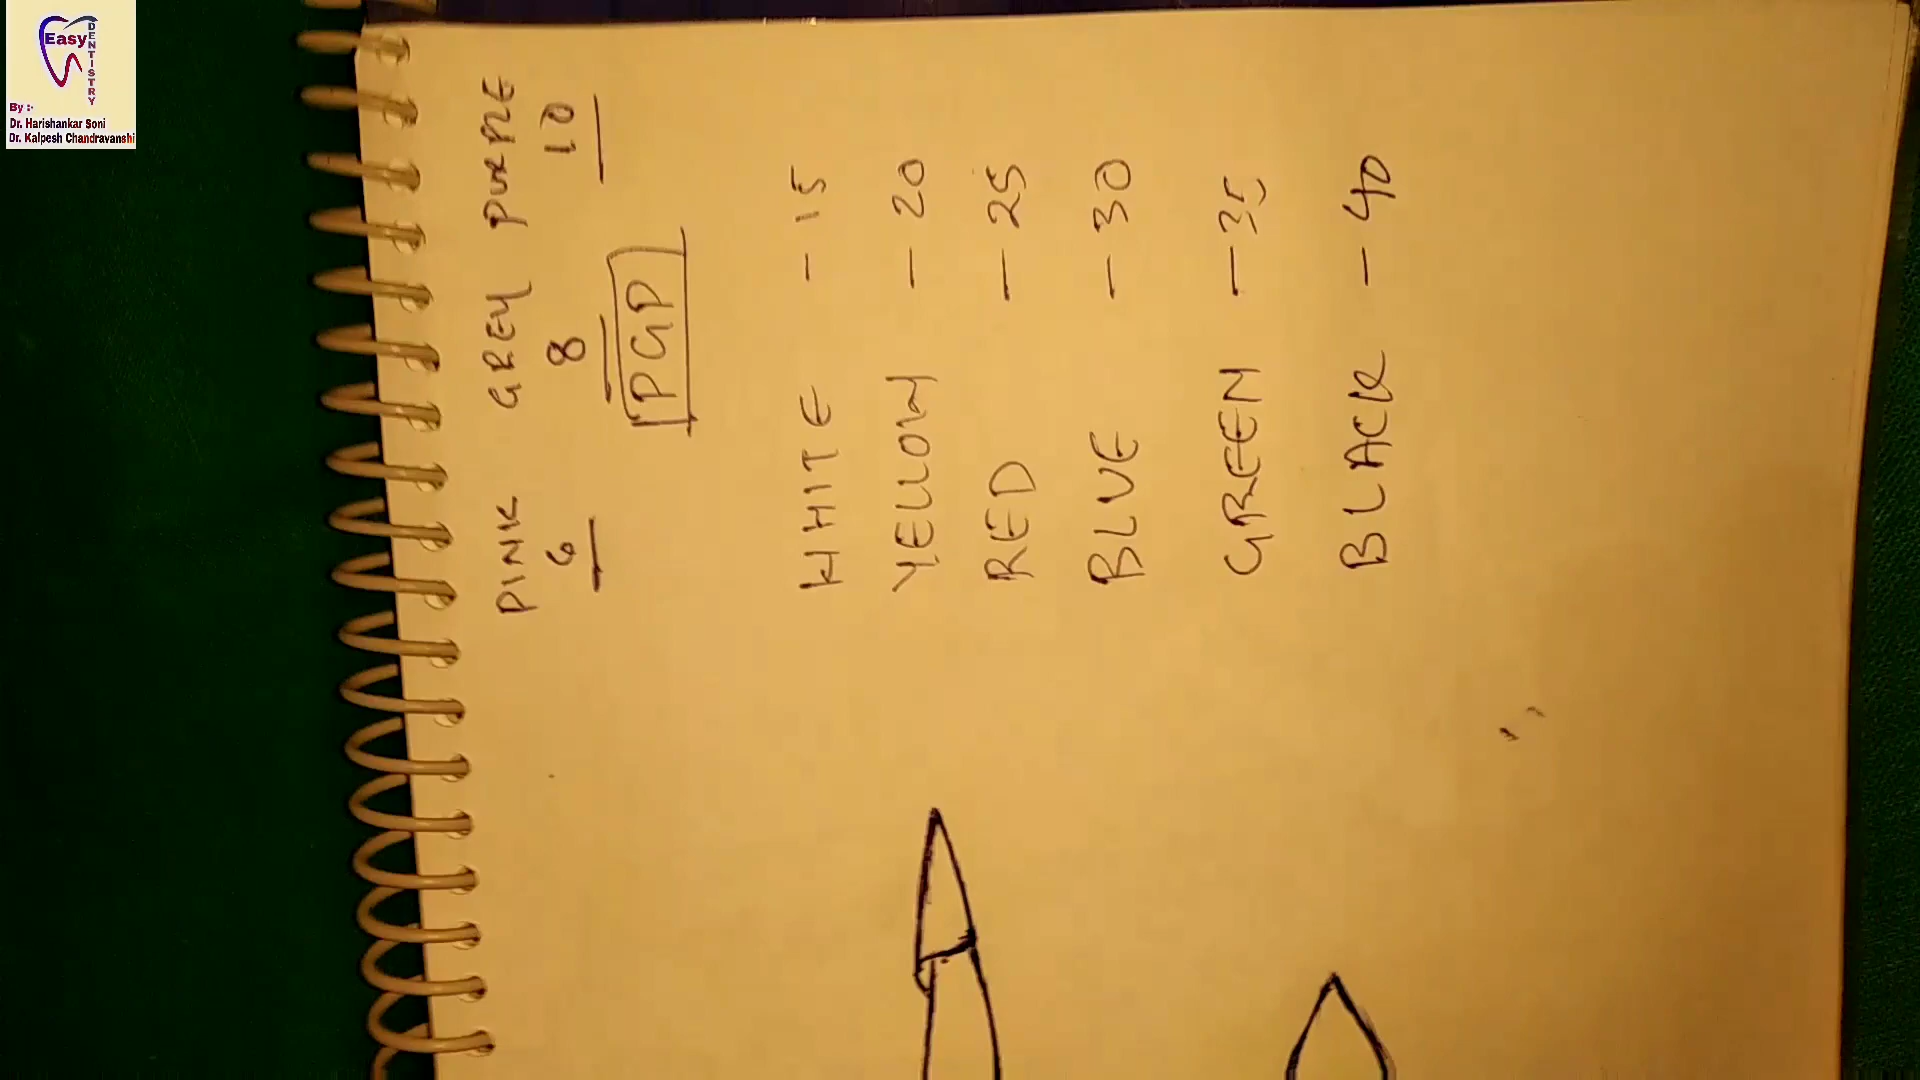 Easy
DENTISTRY
By :-
Dr. Harishankar Soni
Dr. Kalpesh Chandravanshi
PINK GREY PURPLE
6 8 10
PGP
WHITE - 15
YELLOW - 20
RED - 25
BLUE - 30
GREEN - 35
BLACK - 40